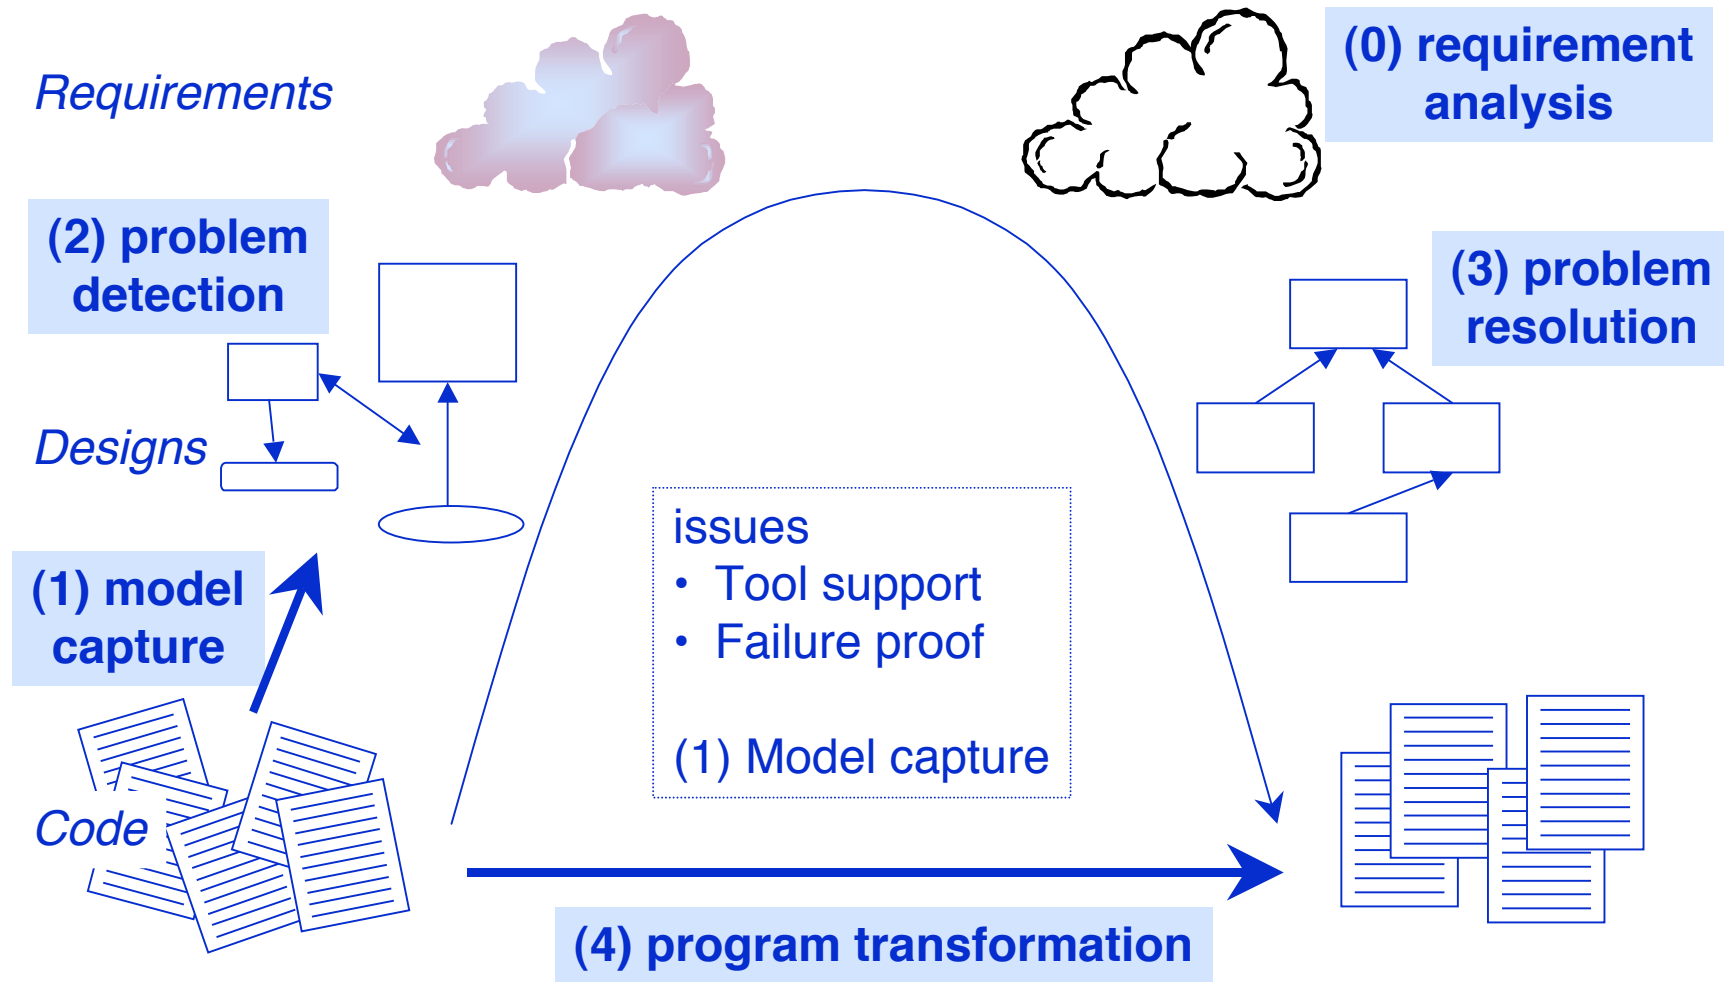 Requirements
(0) requirement
analysis
(2) problem
detection
(3) problem
resolution
Designs
issues
• Tool support
• Failure proof
(1) Model capture
(1) model
capture
Code
(4) program transformation